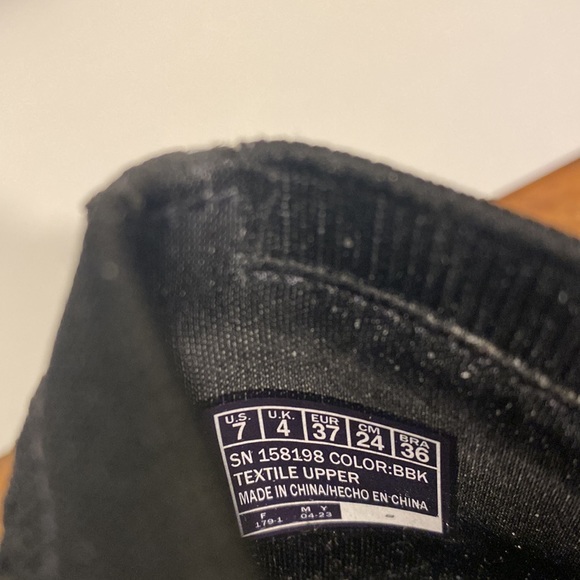 U.S. U.K. EUR CM BRA
7 4 37 24 36
SN 158198 COLOR:BBK
TEXTILE UPPER
MADE IN CHINA/HECHO EN CHINA
F M Y
179-1 04-23